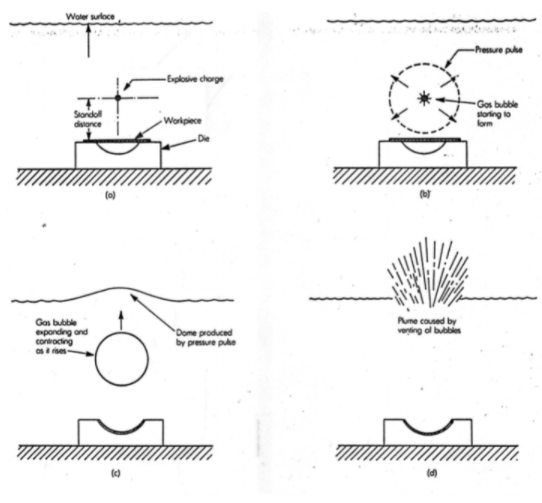 Water surface
Explosive charge
Standoff
distance
Workpiece
Die
(a)
Pressure pulse
Gas bubble
starting to
form
(b)
Gas bubble
expanding and
contracting
as it rises
Dome produced
by pressure pulse
(c)
Plume caused by
venting of bubbles
(d)